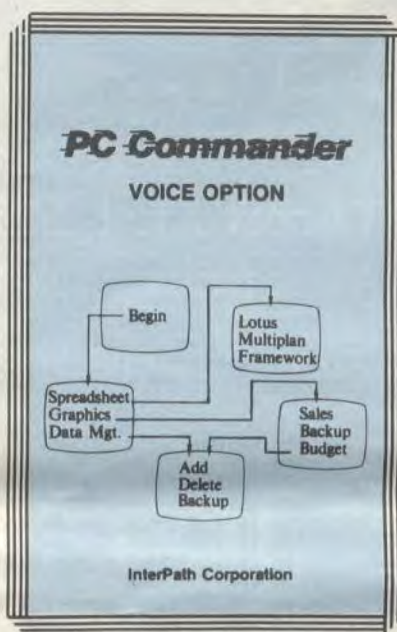 PC Commander
VOICE OPTION
Begin
Lotus
Multiplan
Framework
Spreadsheet
Graphics
Data Mgt.
Sales
Backup
Budget
Add
Delete
Backup
InterPath Corporation